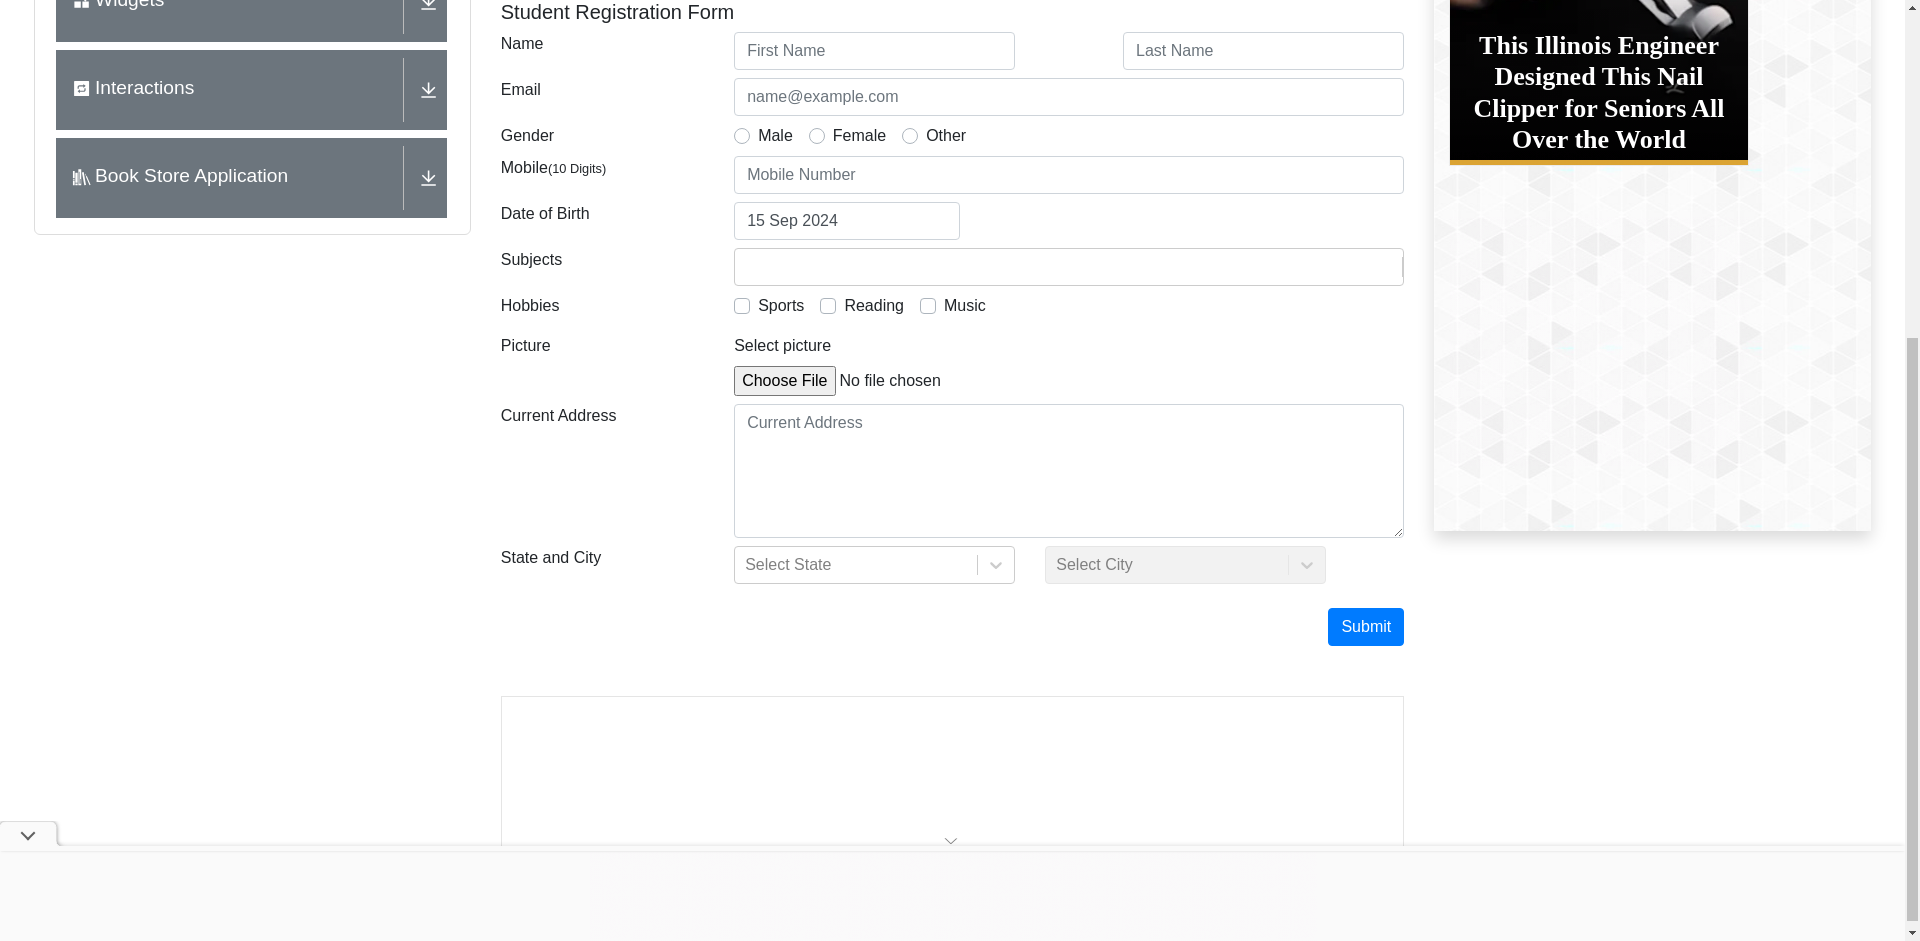 Widgets
Interactions
Book Store Application
Student Registration Form
Name
First Name
Last Name
Email
name@example.com
Gender
Male
Female
Other
Mobile(10 Digits)
Mobile Number
Date of Birth
15 Sep 2024
Subjects
Hobbies
Sports
Reading
Music
Picture
Select picture
Choose File No file chosen
Current Address
Current Address
State and City
Select State
Select City
Submit
This Illinois Engineer
Designed This Nail
Clipper for Seniors All
Over the World